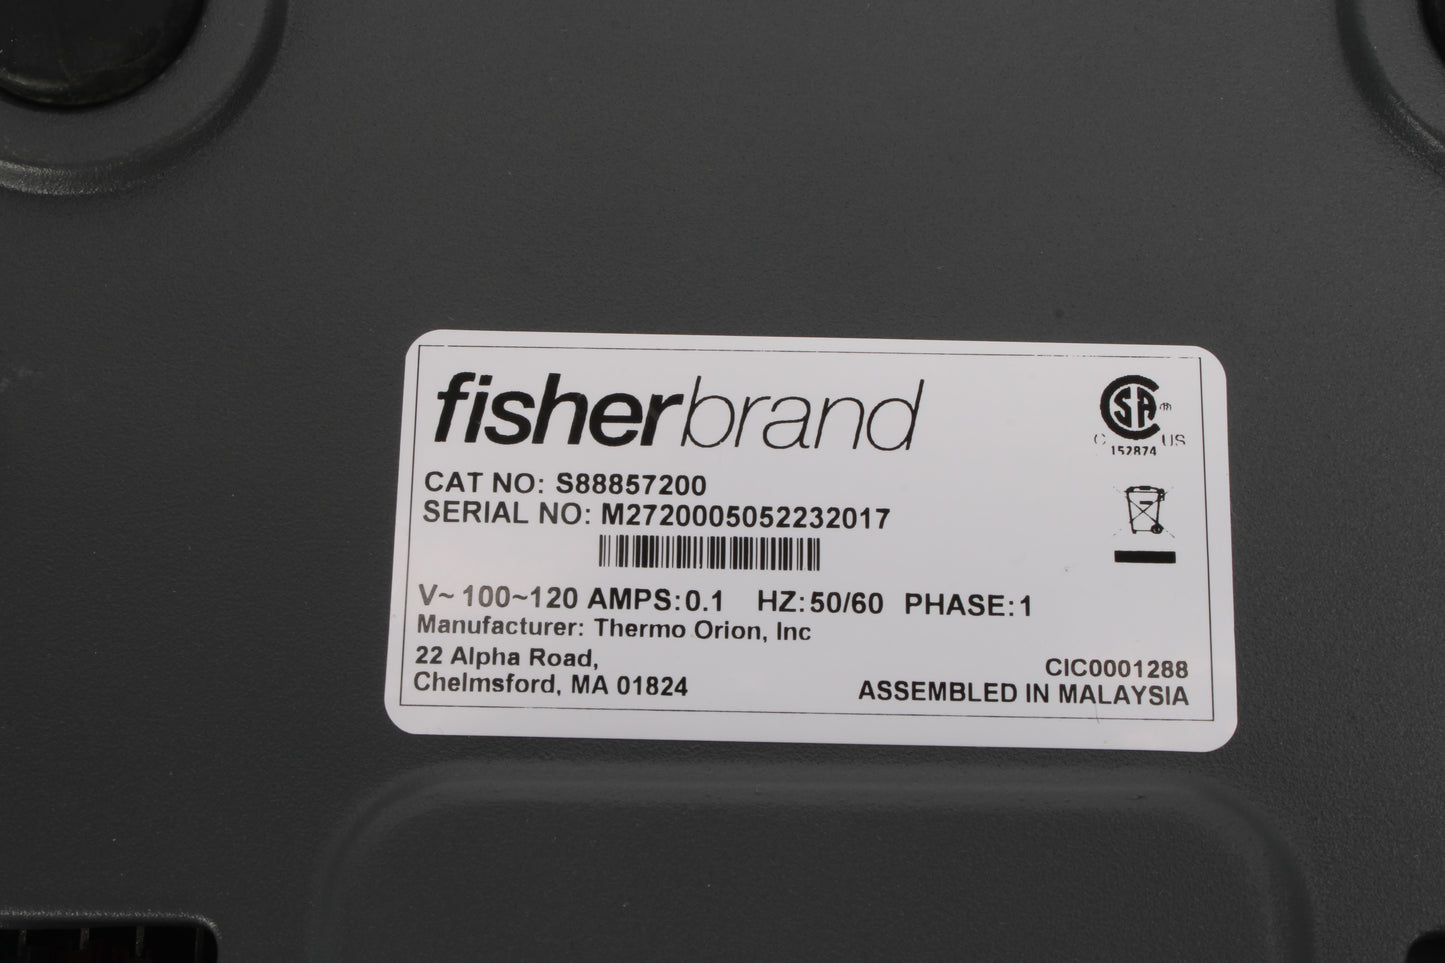 fisherbrand
CSA
C US
152874
CAT NO: S88857200
SERIAL NO: M2720005052232017
V~ 100~120 AMPS:0.1 HZ:50/60 PHASE:1
Manufacturer: Thermo Orion, Inc
22 Alpha Road,
Chelmsford, MA 01824
CIC0001288
ASSEMBLED IN MALAYSIA